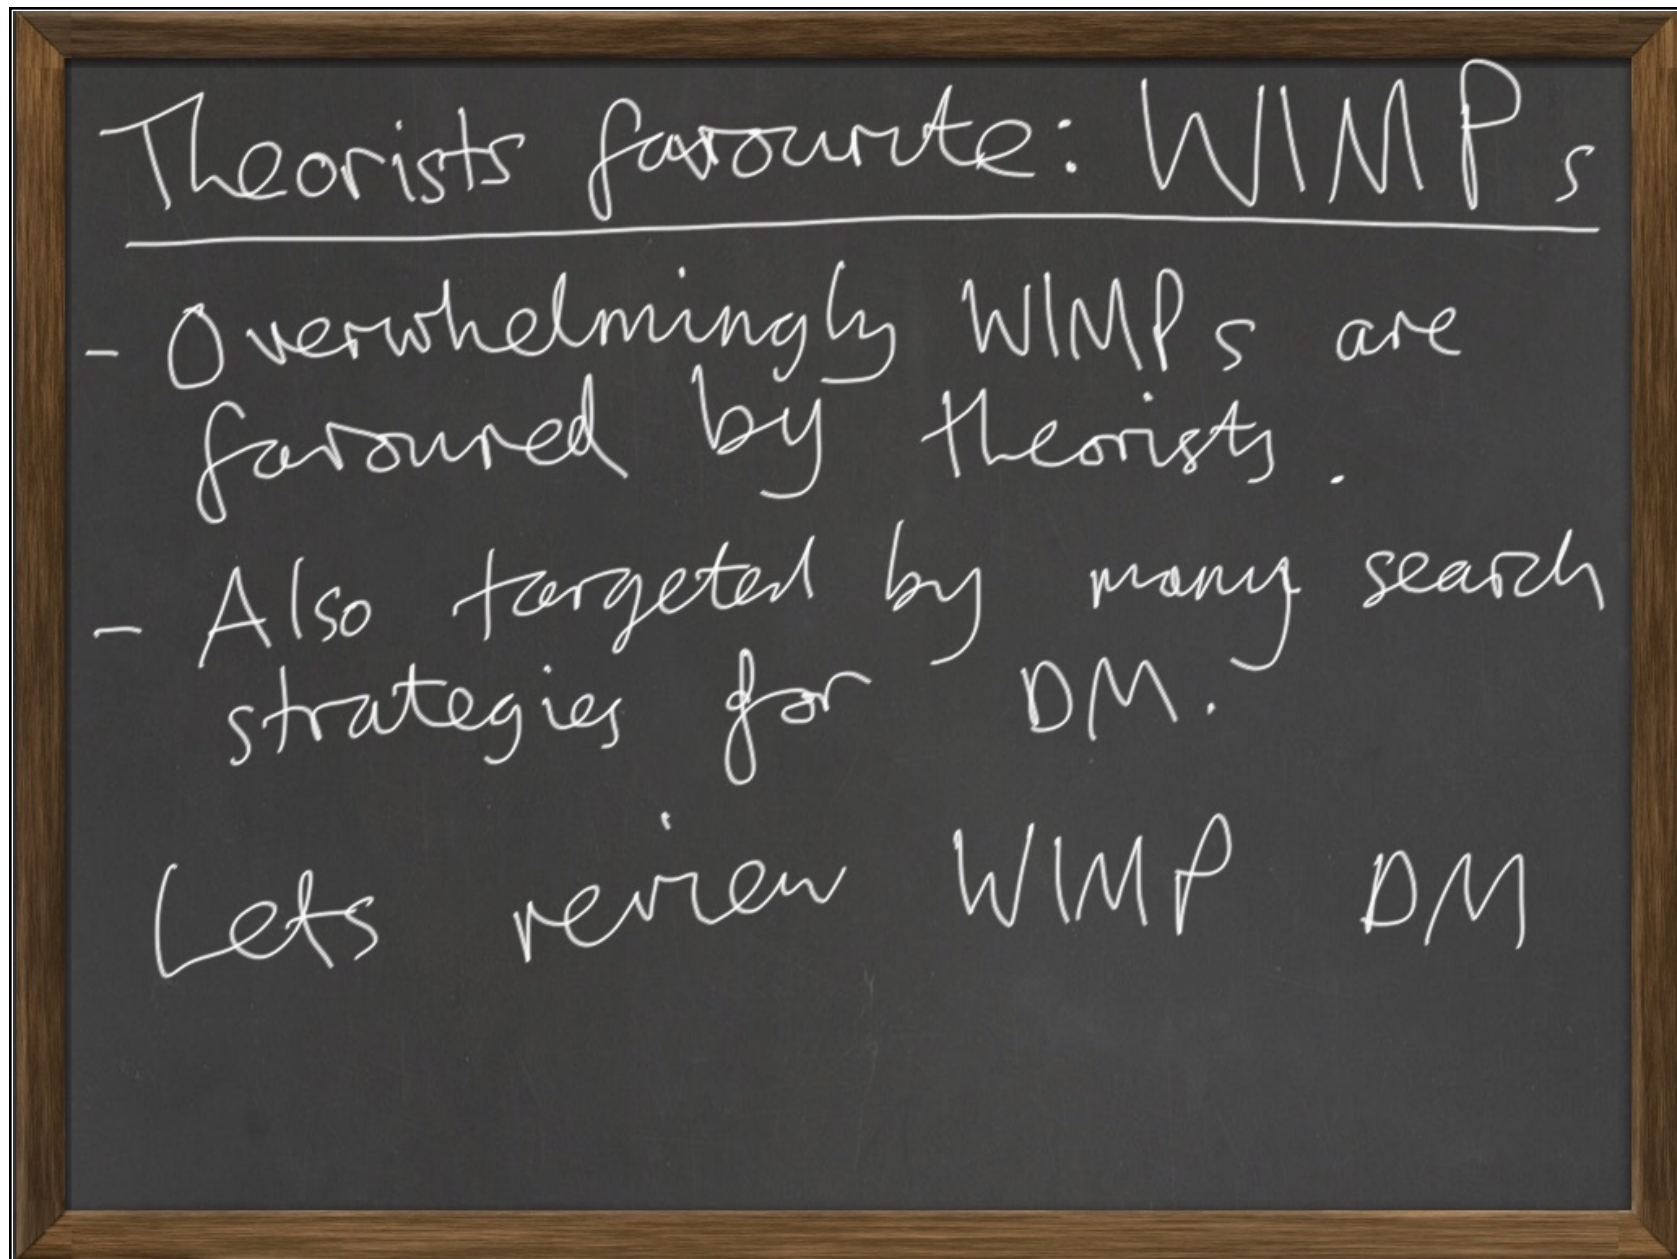 Theorists favourite: WIMPs
- Overwhelmingly WIMPs are
favoured by theorists.
- Also targeted by many search
strategies for DM.
Lets review WIMP DM